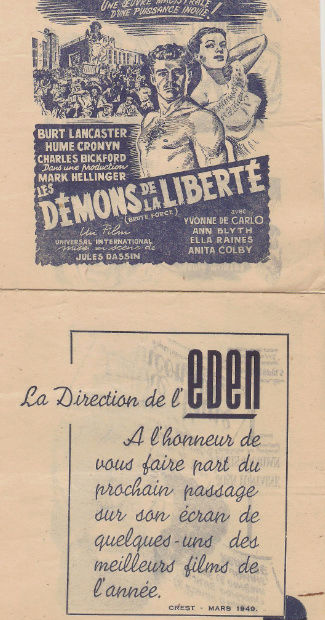 UNE ŒUVRE MAGISTRALE
D'UNE PUISSANCE INOUÏE!
BURT LANCASTER
HUME CRONYN
CHARLES BICKFORD
Dans une Production
MARK HELLINGER
LES DÉMONS DE LA LIBERTÉ
(BRUTE FORCE)
Un Film
UNIVERSAL INTERNATIONAL
mise en scène de
JULES DASSIN
avec
YVONNE DE CARLO
ANN BLYTH
ELLA RAINES
ANITA COLBY
La Direction de l'EDEN
A l'honneur de
vous faire part du
prochain passage
sur son écran de
quelques-uns des
meilleurs films de
l'année.
CREST - MARS 1949.